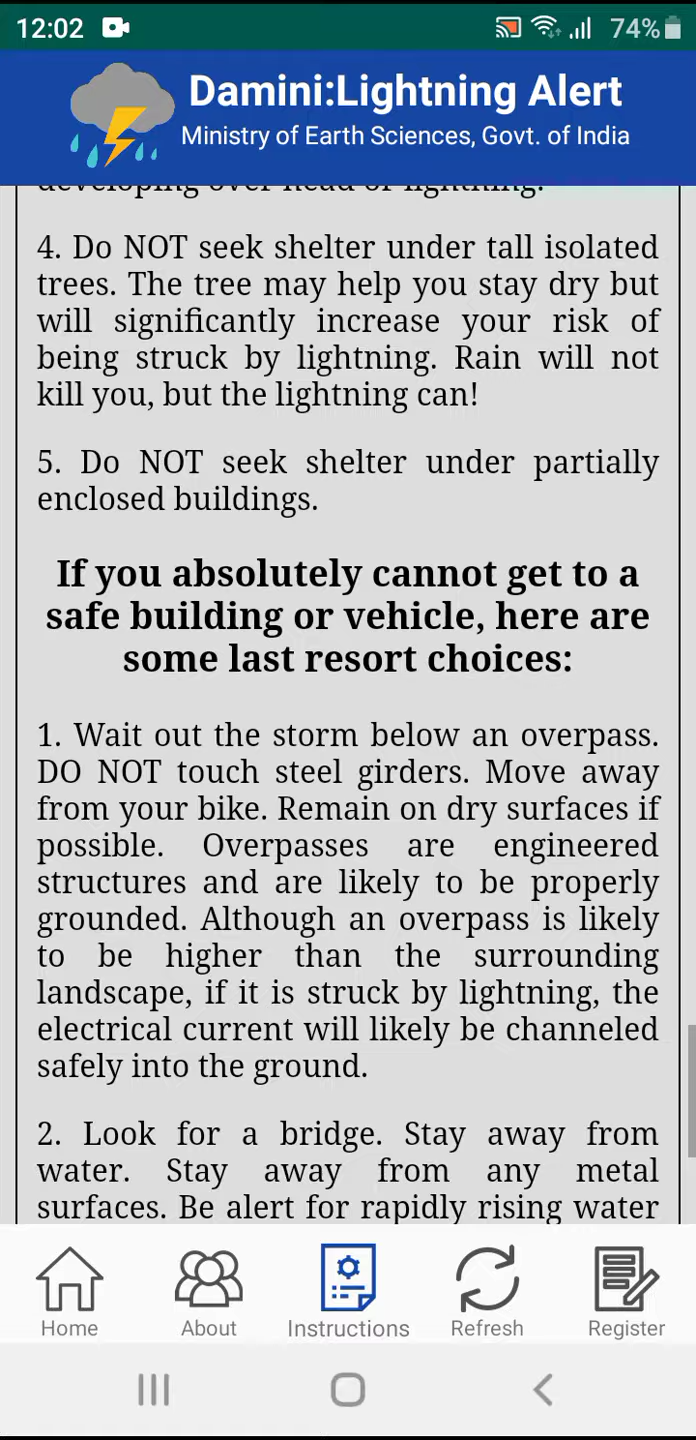 12:02
74%
Damini:Lightning Alert
Ministry of Earth Sciences, Govt. of India
developing over head or lightning.
4. Do NOT seek shelter under tall isolated
trees. The tree may help you stay dry but
will significantly increase your risk of
being struck by lightning. Rain will not
kill you, but the lightning can!
5. Do NOT seek shelter under partially
enclosed buildings.
If you absolutely cannot get to a
safe building or vehicle, here are
some last resort choices:
1. Wait out the storm below an overpass.
DO NOT touch steel girders. Move away
from your bike. Remain on dry surfaces if
possible. Overpasses are engineered
structures and are likely to be properly
grounded. Although an overpass is likely
to be higher than the surrounding
landscape, if it is struck by lightning, the
electrical current will likely be channeled
safely into the ground.
2. Look for a bridge. Stay away from
water. Stay away from any metal
surfaces. Be alert for rapidly rising water
Home
About
Instructions
Refresh
Register